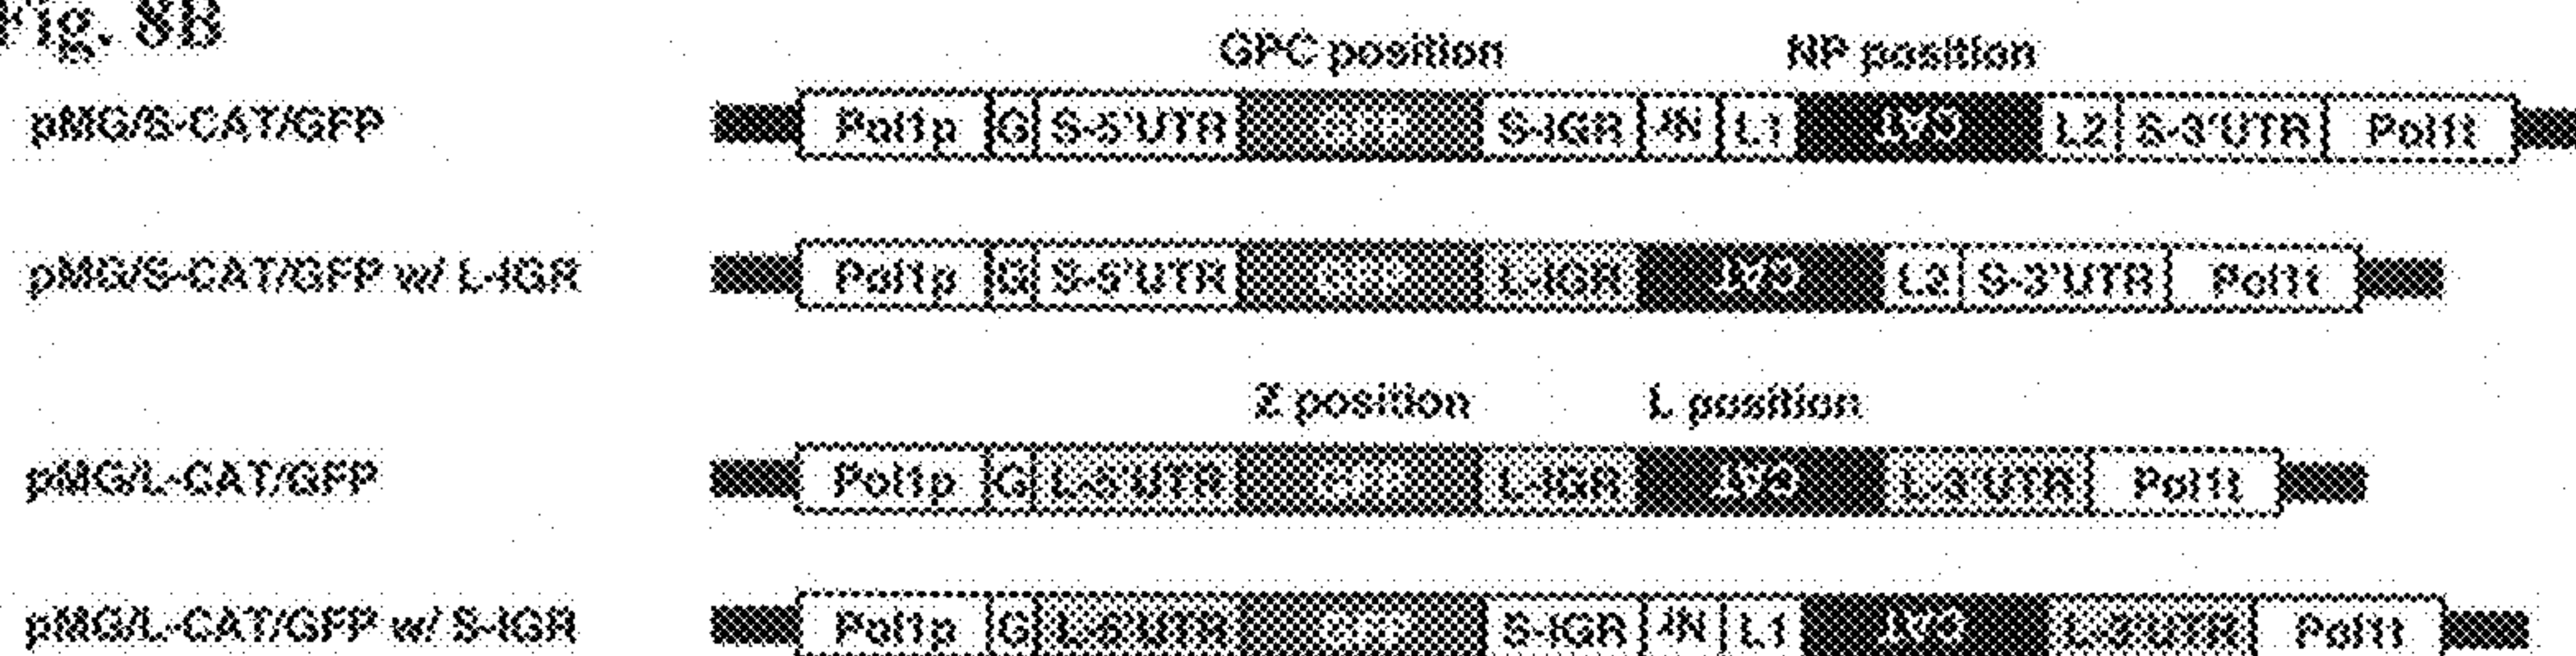 Fig. 8B
GPC position NP position
pMG/S-CAT/GFP Pol1p G S-5'UTR S-IGR ΔN L1 L2 S-3'UTR Pol1t
pMG/S-CAT/GFP w/ L-IGR Pol1p G S-5'UTR L-IGR L2 S-3'UTR Pol1t
Z position L position
pMG/L-CAT/GFP Pol1p G L-5'UTR L-IGR L-3'UTR Pol1t
pMG/L-CAT/GFP w/ S-IGR Pol1p G L-5'UTR S-IGR ΔN L1 L-3'UTR Pol1t